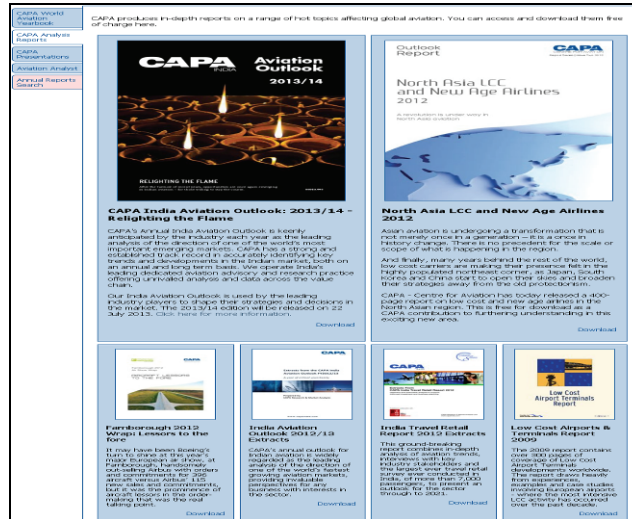 CAPA World
Aviation
Yearbook
CAPA Analysis
Reports
CAPA
Presentations
Aviation Analyst
Annual Reports
Search
CAPA produces in-depth reports on a range of hot topics affecting global aviation. You can access and download them free
of charge here.
CAPA
INDIA
Aviation
Outlook
2013/14
RELIGHTING THE FLAME
CAPA India Aviation Outlook: 2013/14 -
Relighting the Flame
CAPA's Annual India Aviation Outlook is keenly
anticipated by the industry each year as the leading
analysis of the direction of one of the world's most
important emerging markets. CAPA has a strong and
established track record in accurately identifying key
trends and developments in the Indian market, both on
an annual and long term basis. We operate India's
leading dedicated aviation advisory and research practice
offering unrivalled analysis and data across the value
chain.
Our India Aviation Outlook is used by the leading
industry players to shape their strategies and decisions in
the market. The 2013/14 edition will be released on 22
July 2013. Click here for more information.
Download
Outlook
Report
CAPA
North Asia LCC
and New Age Airlines
2012
A revolution is under way in
North Asia aviation
North Asia LCC and New Age Airlines
2012
Asian aviation is undergoing a transformation that is
not merely once in a generation - it is a once in
history change. There is no precedent for the scale or
scope of what is happening in the region.
And finally, many years behind the rest of the world,
low cost carriers are making their presence felt in the
highly populated northeast corner, as Japan, South
Korea and China start to open their skies and broaden
their strategies away from the old protectionism.
CAPA - Centre for Aviation has today released a 400-
page report on low cost and new age airlines in the
North Asian region. This is free for download as a
CAPA contribution to furthering understanding in this
exciting new area.
Download
CAPA
Farnborough 2012
Wrap: Lessors to the
fore
It may have been Boeing's
turn to shine at this year's
major European air show, at
Farnborough, handsomely
out-selling Airbus with orders
and commitments for 396
aircraft versus Airbus' 115
new sales and commitments,
but it was the prominence of
aircraft lessors in the order-
making that was the real
talking point.
Download
CAPA
India Aviation
Outlook 2012/13
Extracts
CAPA's annual outlook for
Indian aviation is widely
regarded as the leading
analysis of the direction of
one of the world's fastest
growing aviation markets,
providing invaluable
perspectives for any
business with interests in
the sector.
Download
CAPA
India Travel Retail
Report 2012 Extracts
This ground-breaking
report combines in-depth
analysis of aviation trends,
interviews with key
industry stakeholders and
the largest ever travel retail
survey ever conducted in
India, of more than 7,000
passengers, to present an
outlook for the sector
through to 2021.
Download
Low Cost
Airport Terminals
Report
Low Cost Airports &
Terminals Report
2009
The 2009 report contains
over 300 pages of
coverage of Low Cost
Airport Terminals
developments worldwide.
The report draws heavily
from experiences,
examples and case studies
involving European airports
- where the most intensive
LCC activity has occurred
over the past decade.
Download